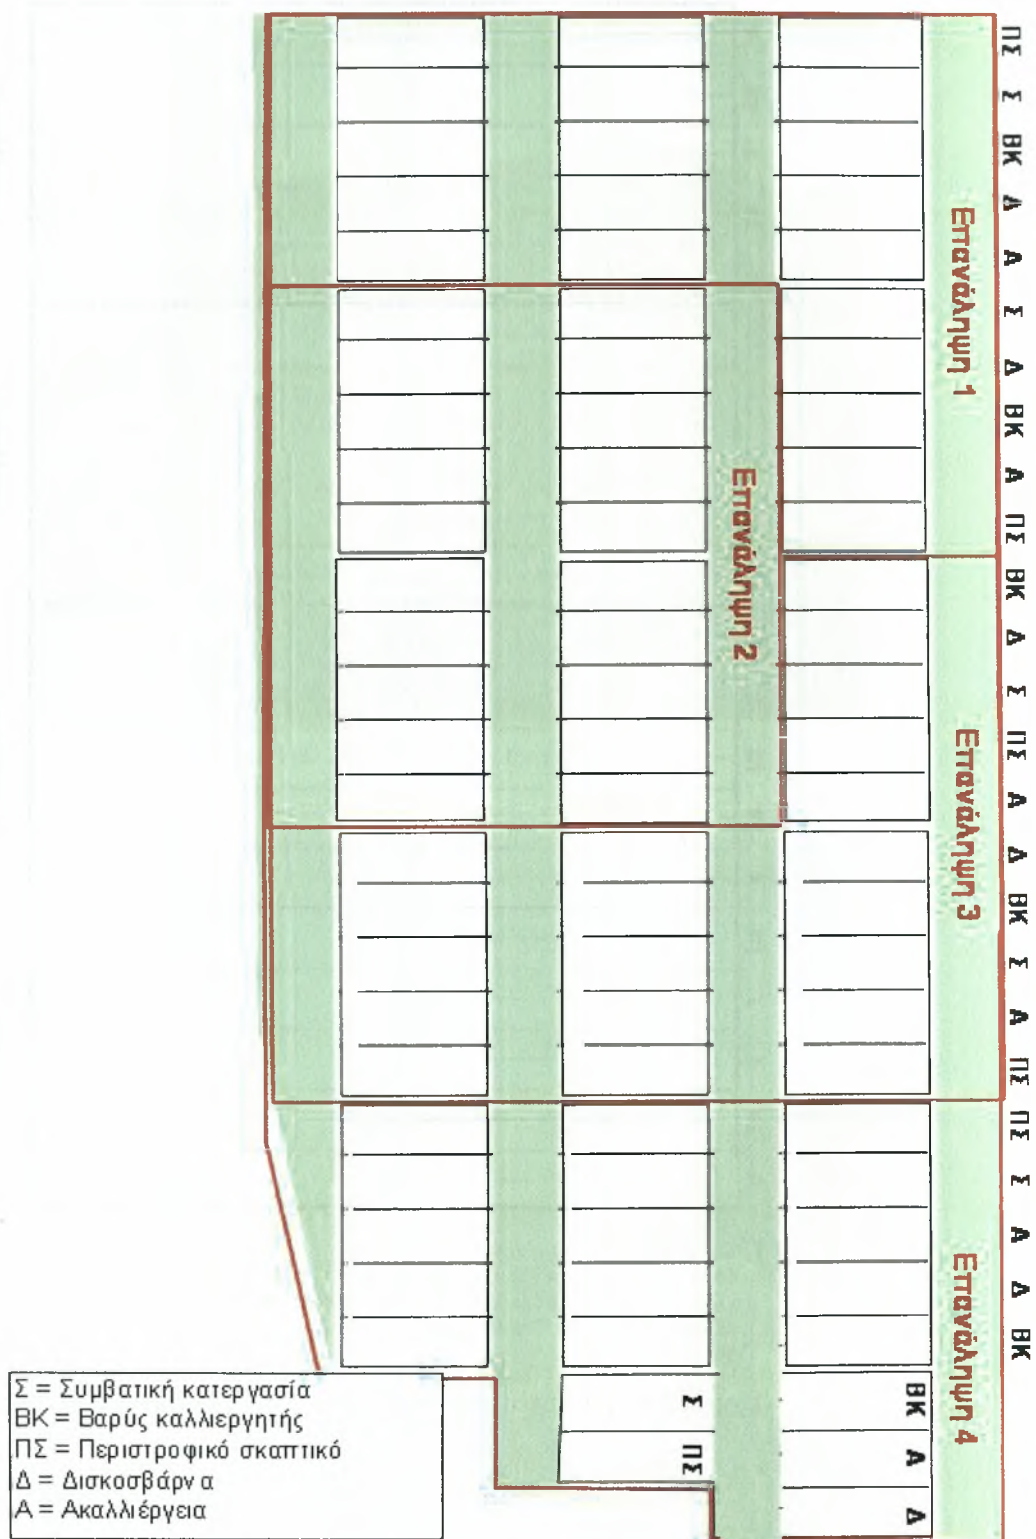 ΠΣ Σ ΒΚ Δ Α Σ Δ ΒΚ Α ΠΣ ΒΚ Δ Σ ΠΣ Α Δ ΒΚ Σ Α ΠΣ ΠΣ Σ Α Δ ΒΚ
Επανάληψη 1
Επανάληψη 3
Επανάληψη 4
ΒΚ Α Δ
Επανάληψη 2
Σ ΠΣ
Σ = Συμβατική κατεργασία
ΒΚ = Βαρύς καλλιεργητής
ΠΣ = Περιστροφικό σκαπτικό
Δ = Δισκοσβάρνα
Α = Ακαλλιέργεια